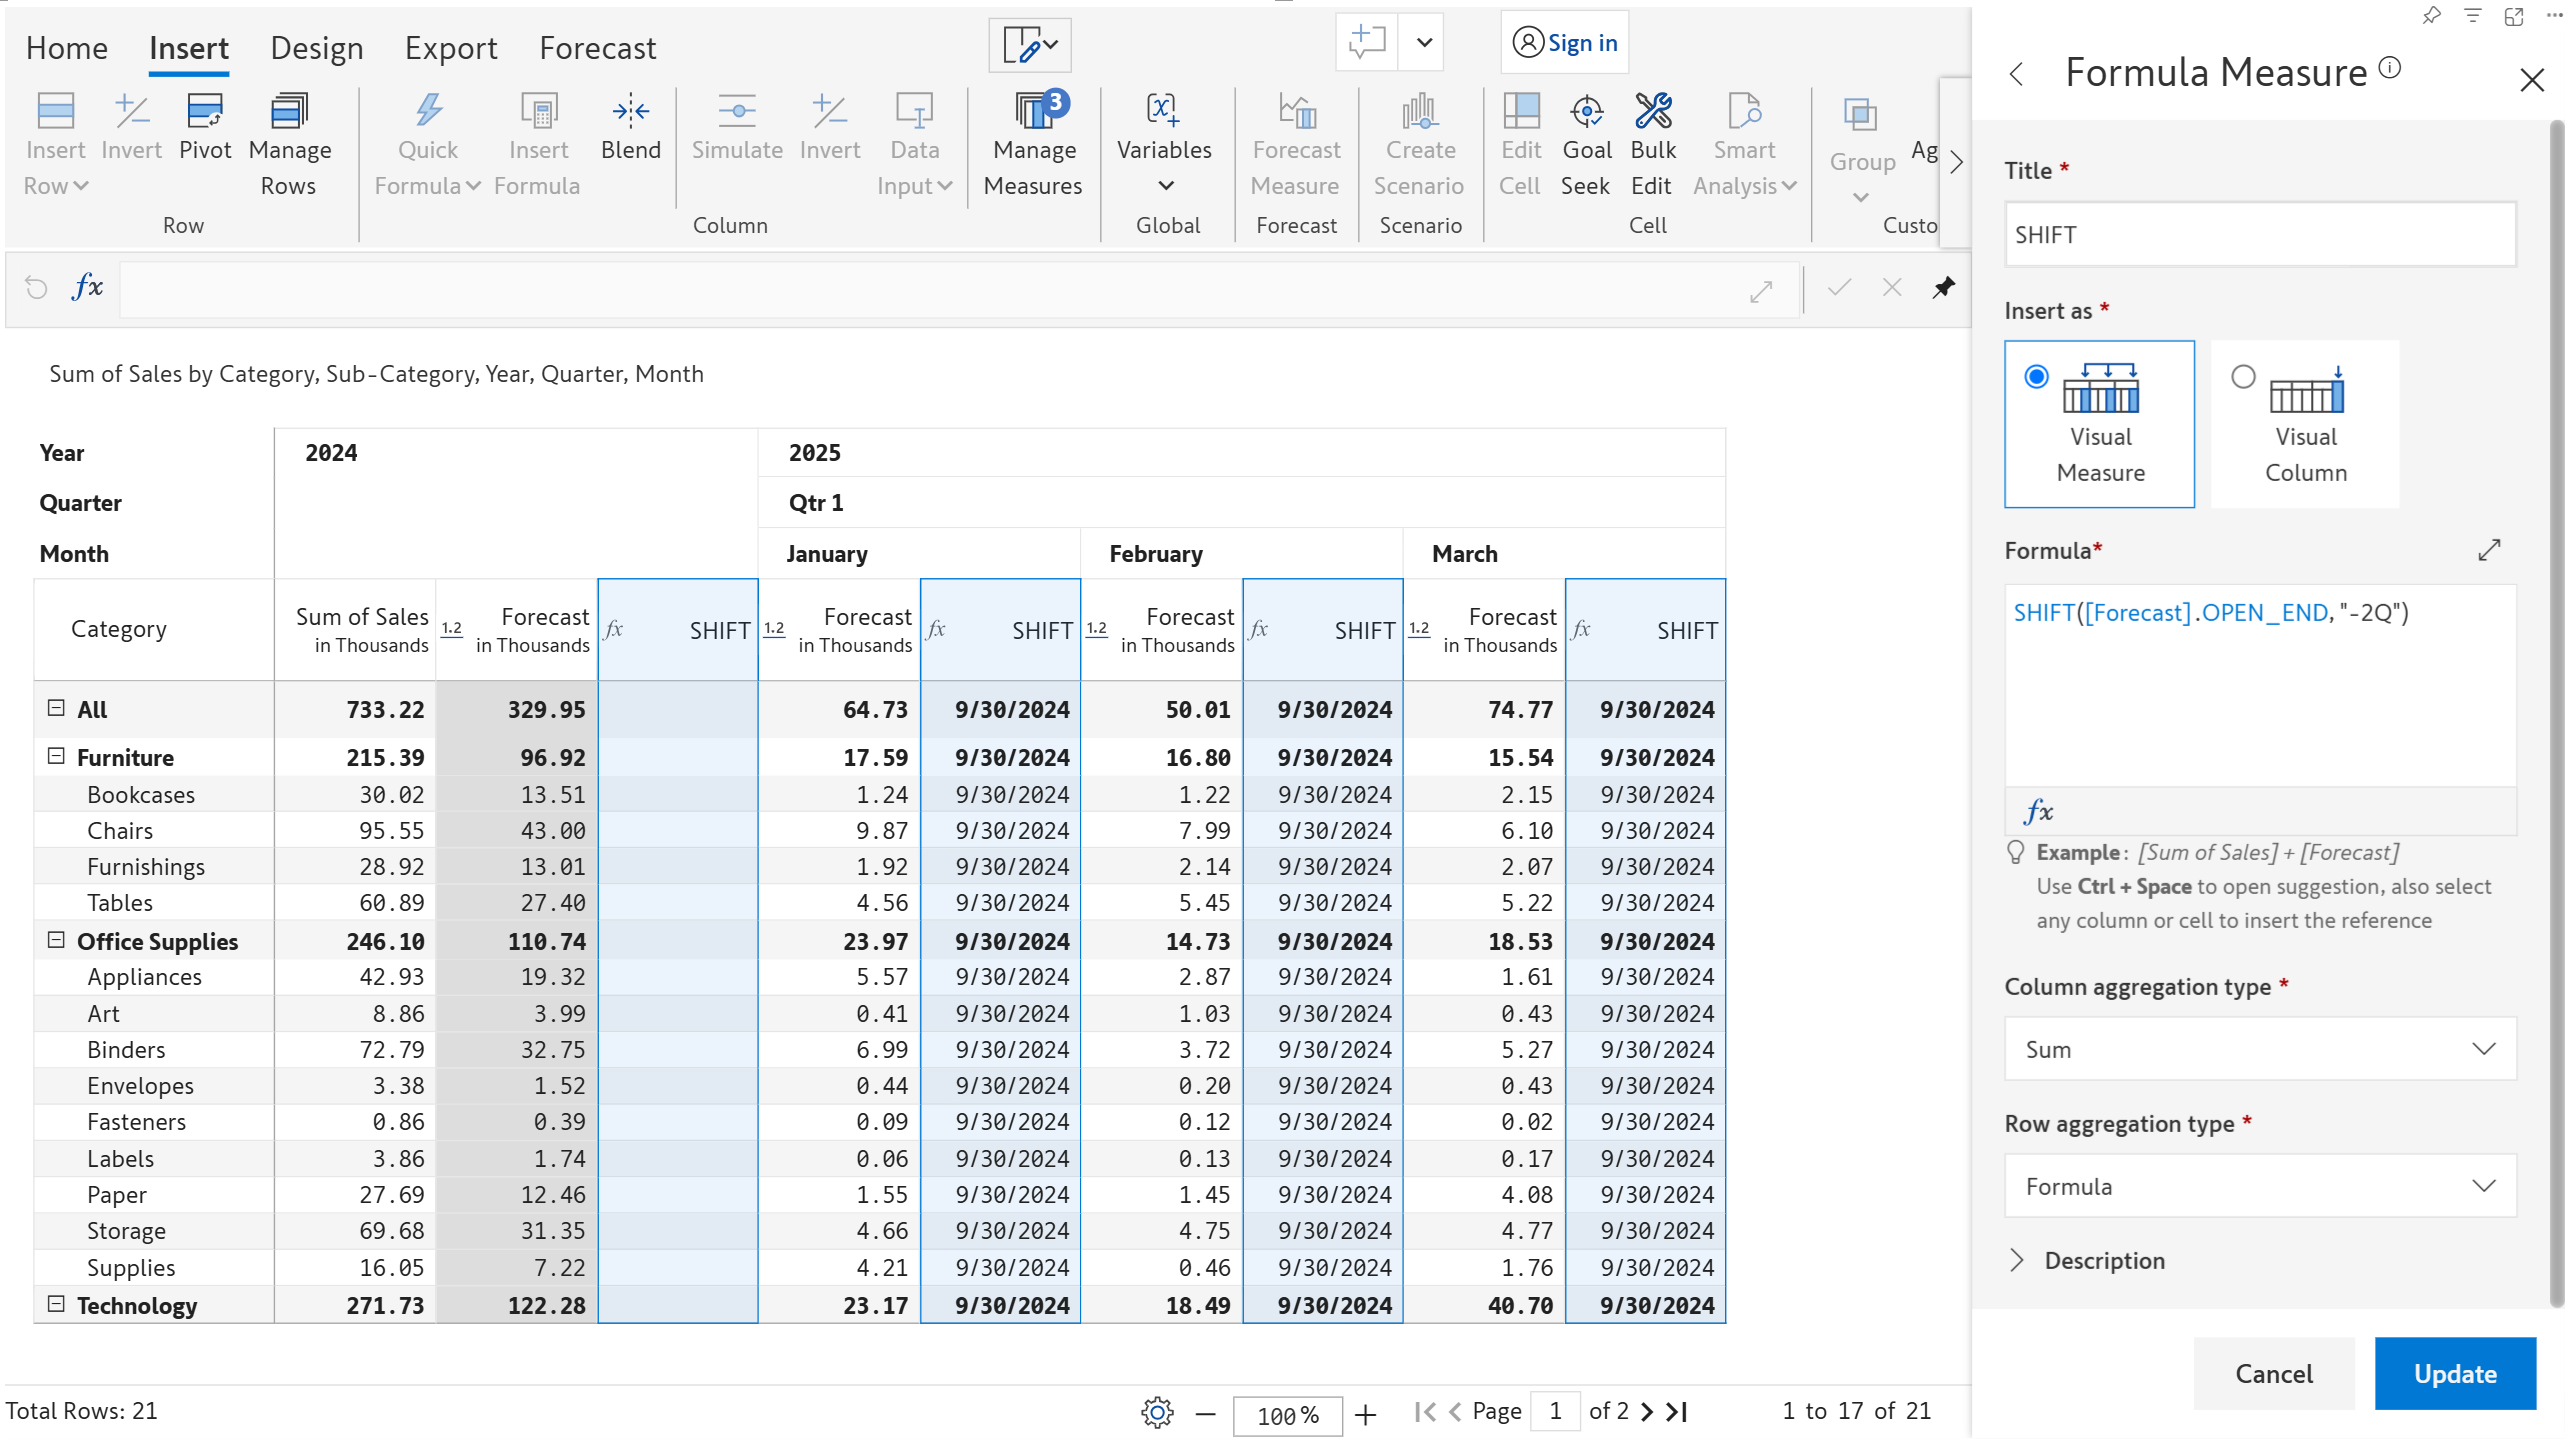 Home Insert Design Export Forecast
Sign in
Insert Row
Invert
Pivot
Manage Rows
Row
Quick Formula
Insert Formula
Blend
Simulate
Invert
Data Input
Column
3
Manage Measures
Variables
Global
Forecast Measure
Forecast
Create Scenario
Scenario
Edit Cell
Goal Seek
Bulk Edit
Smart Analysis
Cell
Group
Ag
Custo
fx
Sum of Sales by Category, Sub-Category, Year, Quarter, Month
Year 2024 2025
Quarter Qtr 1
Month January February March
Category Sum of Sales in Thousands 1.2 Forecast in Thousands fx SHIFT 1.2 Forecast in Thousands fx SHIFT 1.2 Forecast in Thousands fx SHIFT 1.2 Forecast in Thousands fx SHIFT
All 733.22 329.95 64.73 9/30/2024 50.01 9/30/2024 74.77 9/30/2024
Furniture 215.39 96.92 17.59 9/30/2024 16.80 9/30/2024 15.54 9/30/2024
Bookcases 30.02 13.51 1.24 9/30/2024 1.22 9/30/2024 2.15 9/30/2024
Chairs 95.55 43.00 9.87 9/30/2024 7.99 9/30/2024 6.10 9/30/2024
Furnishings 28.92 13.01 1.92 9/30/2024 2.14 9/30/2024 2.07 9/30/2024
Tables 60.89 27.40 4.56 9/30/2024 5.45 9/30/2024 5.22 9/30/2024
Office Supplies 246.10 110.74 23.97 9/30/2024 14.73 9/30/2024 18.53 9/30/2024
Appliances 42.93 19.32 5.57 9/30/2024 2.87 9/30/2024 1.61 9/30/2024
Art 8.86 3.99 0.41 9/30/2024 1.03 9/30/2024 0.43 9/30/2024
Binders 72.79 32.75 6.99 9/30/2024 3.72 9/30/2024 5.27 9/30/2024
Envelopes 3.38 1.52 0.44 9/30/2024 0.20 9/30/2024 0.43 9/30/2024
Fasteners 0.86 0.39 0.09 9/30/2024 0.12 9/30/2024 0.02 9/30/2024
Labels 3.86 1.74 0.06 9/30/2024 0.13 9/30/2024 0.17 9/30/2024
Paper 27.69 12.46 1.55 9/30/2024 1.45 9/30/2024 4.08 9/30/2024
Storage 69.68 31.35 4.66 9/30/2024 4.75 9/30/2024 4.77 9/30/2024
Supplies 16.05 7.22 4.21 9/30/2024 0.46 9/30/2024 1.76 9/30/2024
Technology 271.73 122.28 23.17 9/30/2024 18.49 9/30/2024 40.70 9/30/2024
Total Rows: 21
100 %
Page 1 of 2
1 to 17 of 21
Formula Measure
Title *
SHIFT
Insert as *
Visual Measure
Visual Column
Formula*
SHIFT([Forecast].OPEN_END, "-2Q")
fx
Example: [Sum of Sales] + [Forecast]
Use Ctrl + Space to open suggestion, also select
any column or cell to insert the reference
Column aggregation type *
Sum
Row aggregation type *
Formula
Description
Cancel
Update